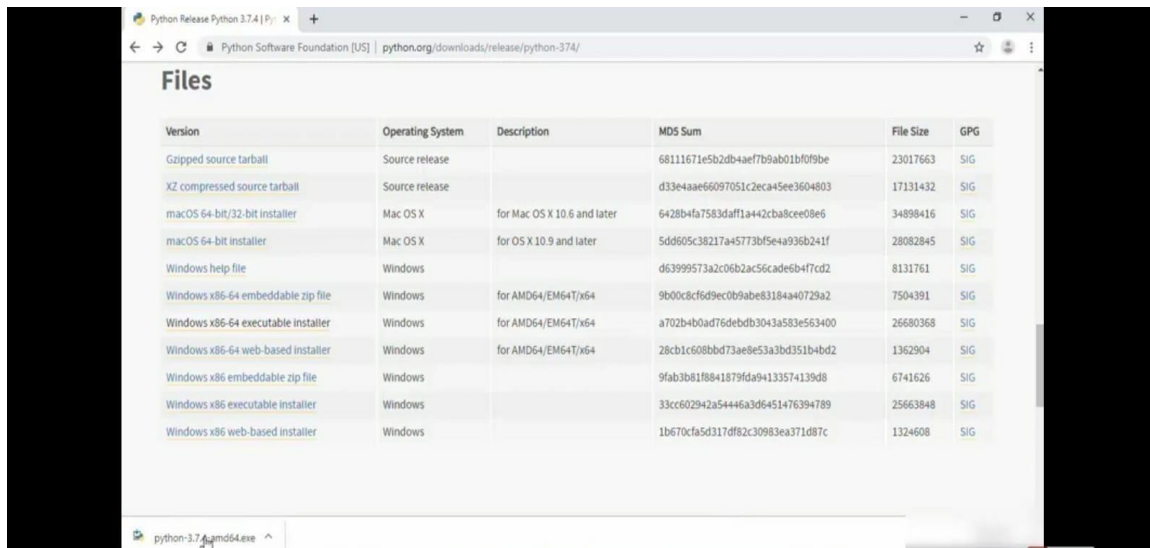 Python Release Python 3.7.4 | Py
Python Software Foundation [US] | python.org/downloads/release/python-374/
Files
Version Operating System Description MD5 Sum File Size GPG
Gzipped source tarball Source release 68111671e5b2db4aef7b9ab01bf0f9be 23017663 SIG
XZ compressed source tarball Source release d33e4aae66097051c2eca45ee3604803 17131432 SIG
macOS 64-bit/32-bit installer Mac OS X for Mac OS X 10.6 and later 6428b4fa7583daff1a442cba8cee08e6 34898416 SIG
macOS 64-bit installer Mac OS X for OS X 10.9 and later 5dd605c38217a45773bf5e4a936b241f 28082845 SIG
Windows help file Windows d63999573a2c06b2ac56cade6b4f7cd2 8131761 SIG
Windows x86-64 embeddable zip file Windows for AMD64/EM64T/x64 9b00c8cf6d9ec0b9abe83184a40729a2 7504391 SIG
Windows x86-64 executable installer Windows for AMD64/EM64T/x64 a702b4b0ad76debdb3043a583e563400 26680368 SIG
Windows x86-64 web-based installer Windows for AMD64/EM64T/x64 28cb1c608bbd73ae8e53a3bd351b4bd2 1362904 SIG
Windows x86 embeddable zip file Windows 9fab3b81f8841879fda94133574139d8 6741626 SIG
Windows x86 executable installer Windows 33cc602942a54446a3d6451476394789 25663848 SIG
Windows x86 web-based installer Windows 1b670cfa5d317df82c30983ea371d87c 1324608 SIG
python-3.7.4-amd64.exe